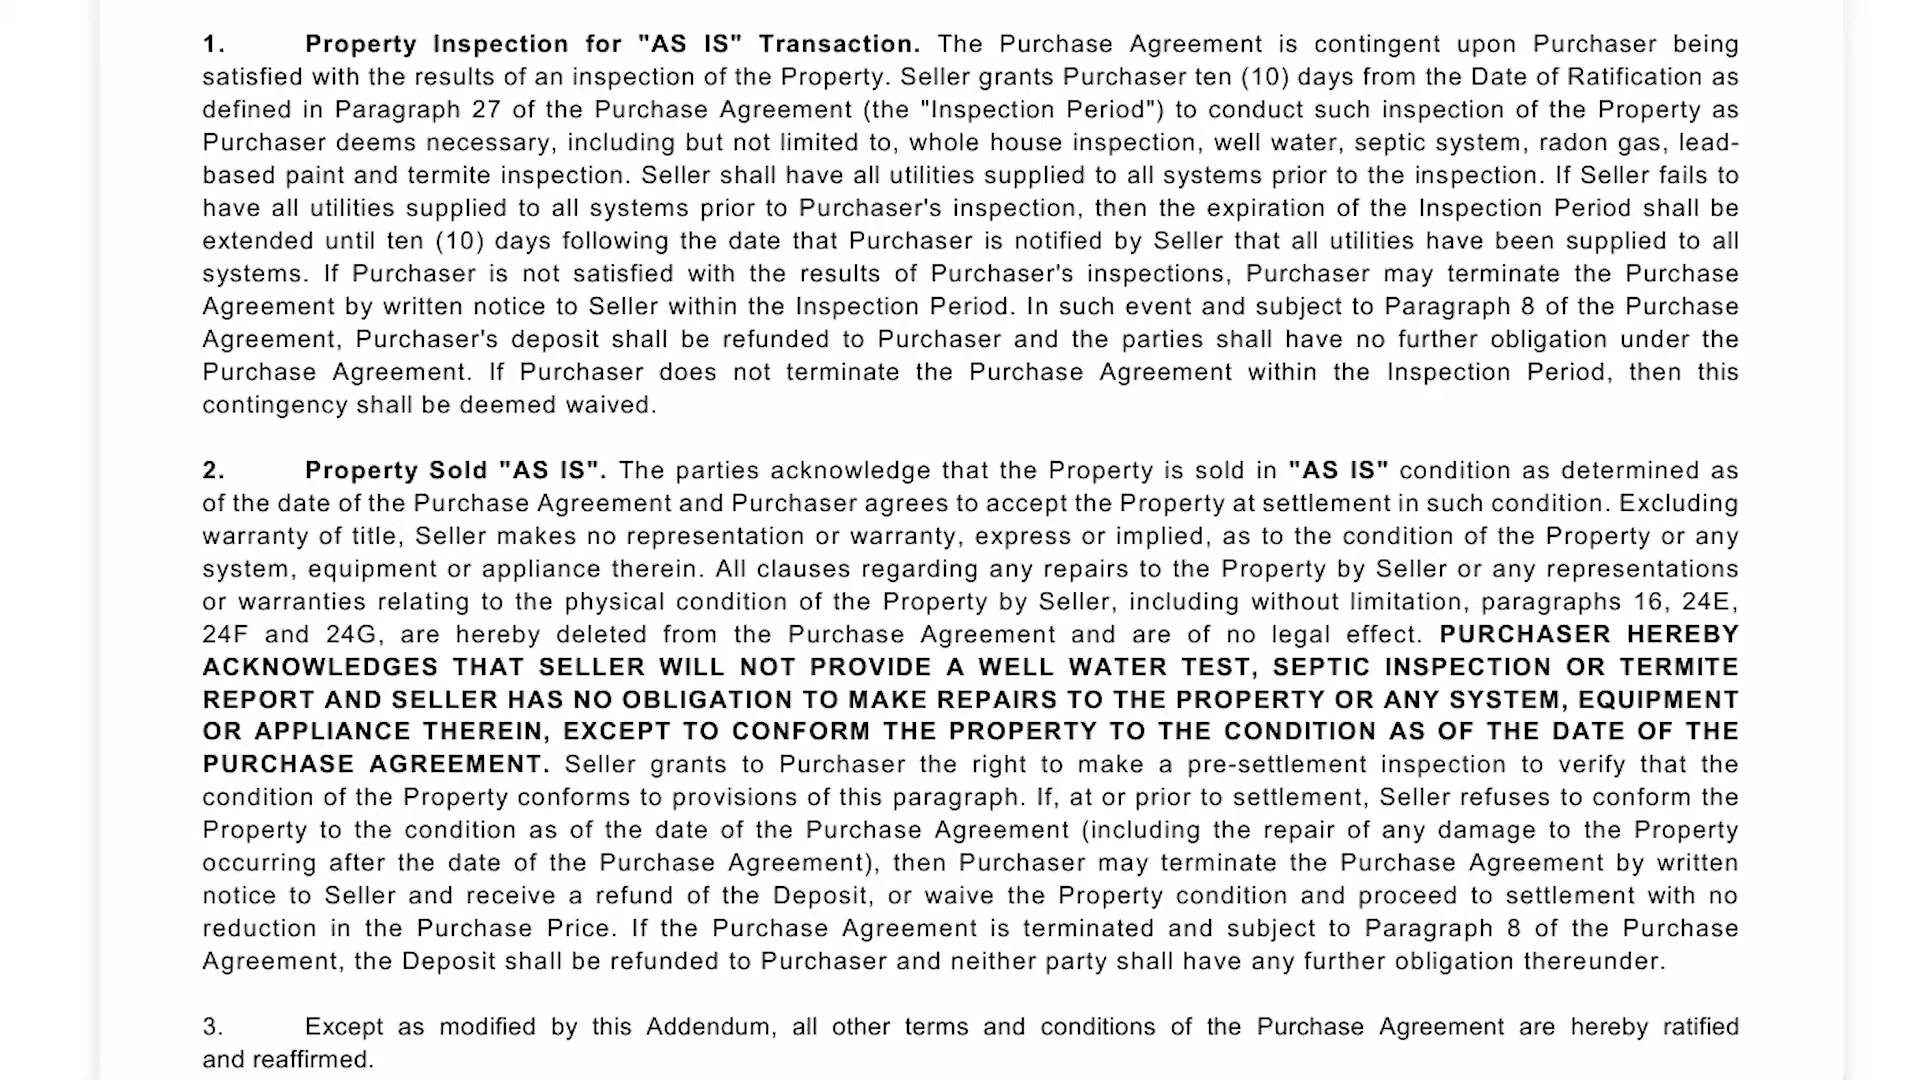 1. Property Inspection for "AS IS" Transaction. The Purchase Agreement is contingent upon Purchaser being
satisfied with the results of an inspection of the Property. Seller grants Purchaser ten (10) days from the Date of Ratification as
defined in Paragraph 27 of the Purchase Agreement (the "Inspection Period") to conduct such inspection of the Property as
Purchaser deems necessary, including but not limited to, whole house inspection, well water, septic system, radon gas, lead-
based paint and termite inspection. Seller shall have all utilities supplied to all systems prior to the inspection. If Seller fails to
have all utilities supplied to all systems prior to Purchaser's inspection, then the expiration of the Inspection Period shall be
extended until ten (10) days following the date that Purchaser is notified by Seller that all utilities have been supplied to all
systems. If Purchaser is not satisfied with the results of Purchaser's inspections, Purchaser may terminate the Purchase
Agreement by written notice to Seller within the Inspection Period. In such event and subject to Paragraph 8 of the Purchase
Agreement, Purchaser's deposit shall be refunded to Purchaser and the parties shall have no further obligation under the
Purchase Agreement. If Purchaser does not terminate the Purchase Agreement within the Inspection Period, then this
contingency shall be deemed waived.
2. Property Sold "AS IS". The parties acknowledge that the Property is sold in "AS IS" condition as determined as
of the date of the Purchase Agreement and Purchaser agrees to accept the Property at settlement in such condition. Excluding
warranty of title, Seller makes no representation or warranty, express or implied, as to the condition of the Property or any
system, equipment or appliance therein. All clauses regarding any repairs to the Property by Seller or any representations
or warranties relating to the physical condition of the Property by Seller, including without limitation, paragraphs 16, 24E,
24F and 24G, are hereby deleted from the Purchase Agreement and are of no legal effect. PURCHASER HEREBY
ACKNOWLEDGES THAT SELLER WILL NOT PROVIDE A WELL WATER TEST, SEPTIC INSPECTION OR TERMITE
REPORT AND SELLER HAS NO OBLIGATION TO MAKE REPAIRS TO THE PROPERTY OR ANY SYSTEM, EQUIPMENT
OR APPLIANCE THEREIN, EXCEPT TO CONFORM THE PROPERTY TO THE CONDITION AS OF THE DATE OF THE
PURCHASE AGREEMENT. Seller grants to Purchaser the right to make a pre-settlement inspection to verify that the
condition of the Property conforms to provisions of this paragraph. If, at or prior to settlement, Seller refuses to conform the
Property to the condition as of the date of the Purchase Agreement (including the repair of any damage to the Property
occurring after the date of the Purchase Agreement), then Purchaser may terminate the Purchase Agreement by written
notice to Seller and receive a refund of the Deposit, or waive the Property condition and proceed to settlement with no
reduction in the Purchase Price. If the Purchase Agreement is terminated and subject to Paragraph 8 of the Purchase
Agreement, the Deposit shall be refunded to Purchaser and neither party shall have any further obligation thereunder.
3. Except as modified by this Addendum, all other terms and conditions of the Purchase Agreement are hereby ratified
and reaffirmed.